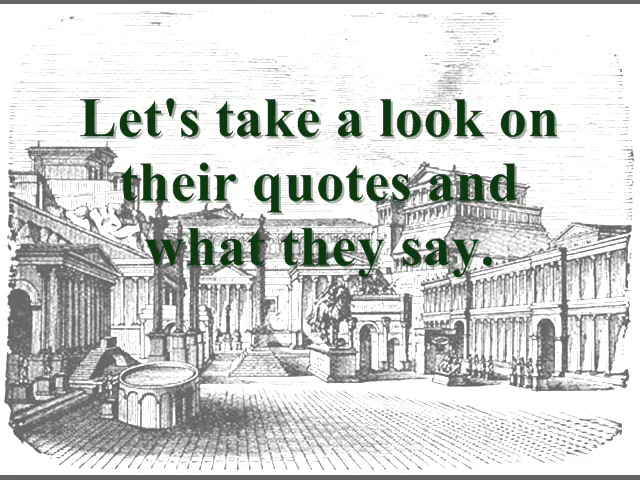 Let's take a look on
their quotes and
what they say.